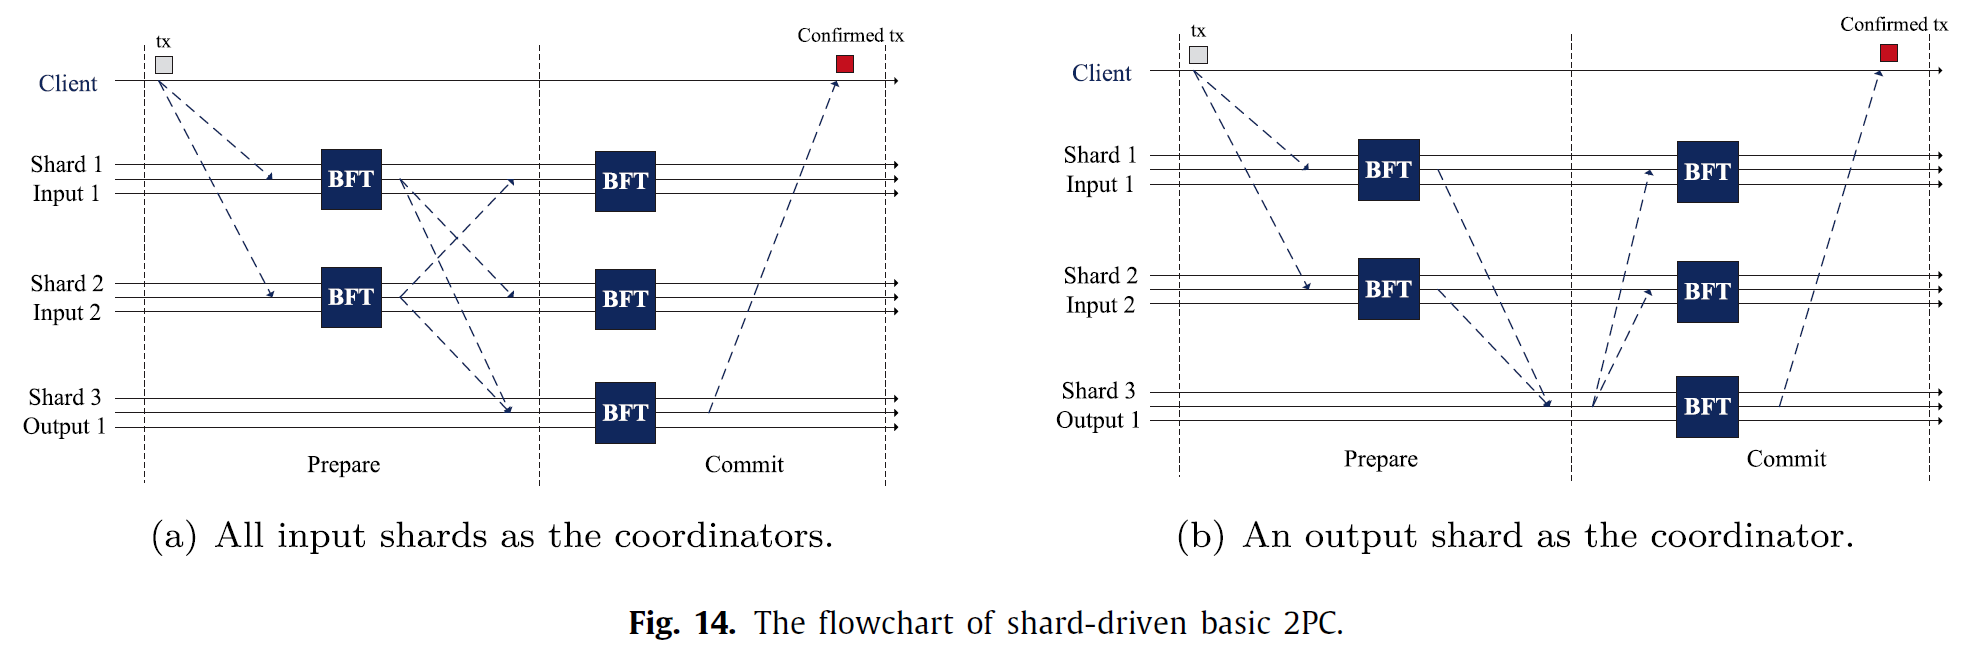 tx
Confirmed tx
Client
Shard 1
Input 1
BFT
BFT
Shard 2
Input 2
BFT
BFT
Shard 3
Output 1
BFT
Prepare
Commit
(a) All input shards as the coordinators.
tx
Confirmed tx
Client
Shard 1
Input 1
BFT
BFT
Shard 2
Input 2
BFT
BFT
Shard 3
Output 1
BFT
Prepare
Commit
(b) An output shard as the coordinator.
Fig. 14. The flowchart of shard-driven basic 2PC.